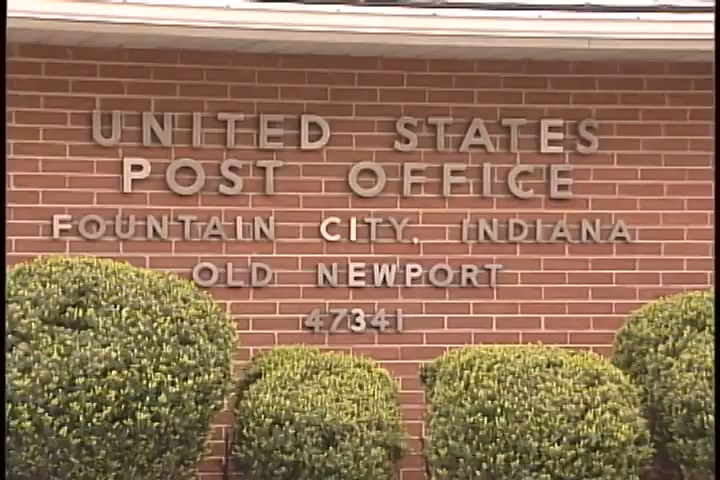 UNITED STATES
POST OFFICE
FOUNTAIN CITY, INDIANA
OLD NEWPORT
47341